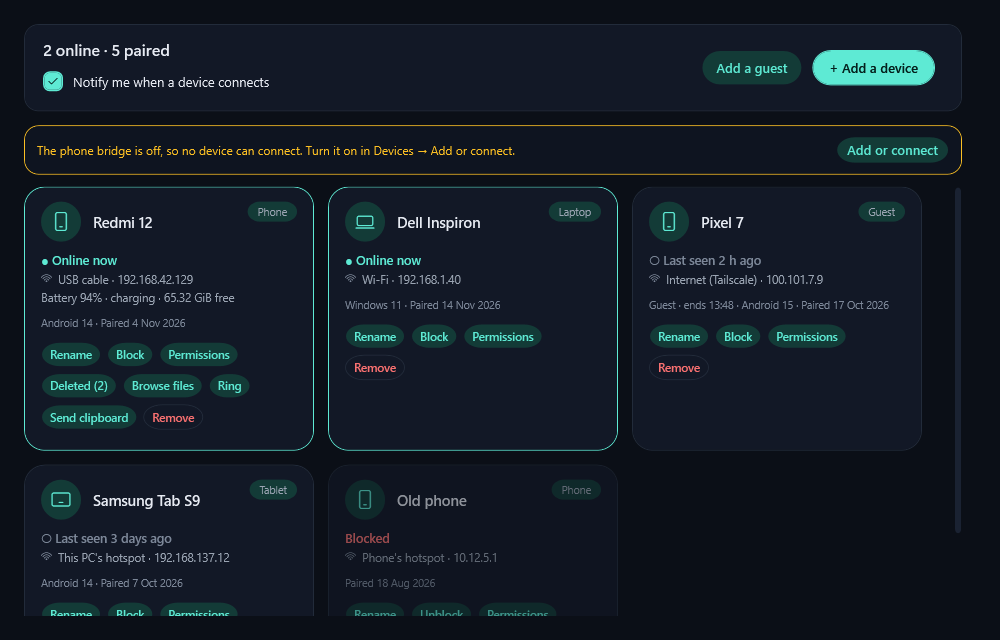 2 online · 5 paired
Notify me when a device connects
Add a guest
+ Add a device
The phone bridge is off, so no device can connect. Turn it on in Devices → Add or connect.
Add or connect
Redmi 12
Phone
● Online now
USB cable · 192.168.42.129
Battery 94% · charging · 65.32 GiB free
Android 14 · Paired 4 Nov 2026
Rename Block Permissions
Deleted (2) Browse files Ring
Send clipboard Remove
Dell Inspiron
Laptop
● Online now
Wi-Fi · 192.168.1.40
Windows 11 · Paired 14 Nov 2026
Rename Block Permissions
Remove
Pixel 7
Guest
○ Last seen 2 h ago
Internet (Tailscale) · 100.101.7.9
Guest · ends 13:48 · Android 15 · Paired 17 Oct 2026
Rename Block Permissions
Remove
Samsung Tab S9
Tablet
○ Last seen 3 days ago
This PC's hotspot · 192.168.137.12
Android 14 · Paired 7 Oct 2026
Rename Block Permissions
Old phone
Phone
Blocked
Phone's hotspot · 10.12.5.1
Paired 18 Aug 2026
Rename Unblock Permissions